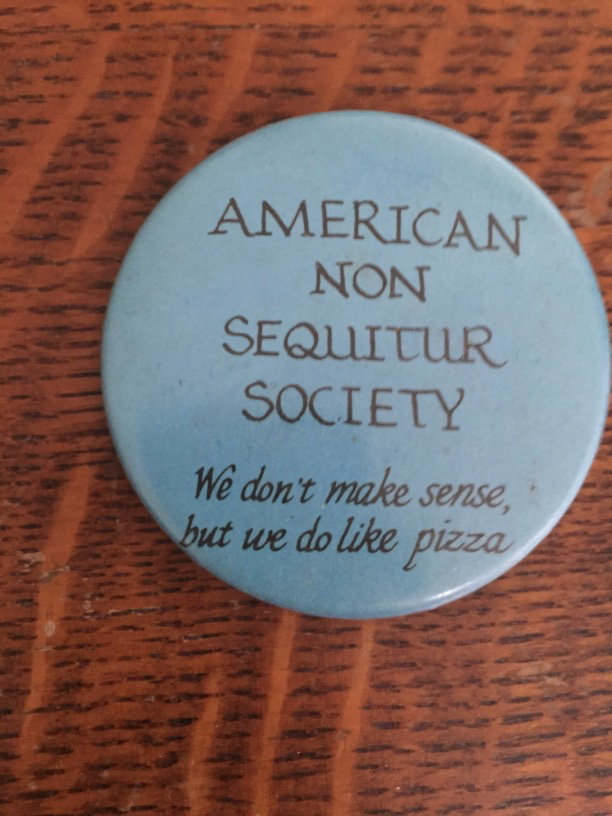 AMERICAN
NON
SEQUITUR
SOCIETY
We don't make sense,
but we do like pizza